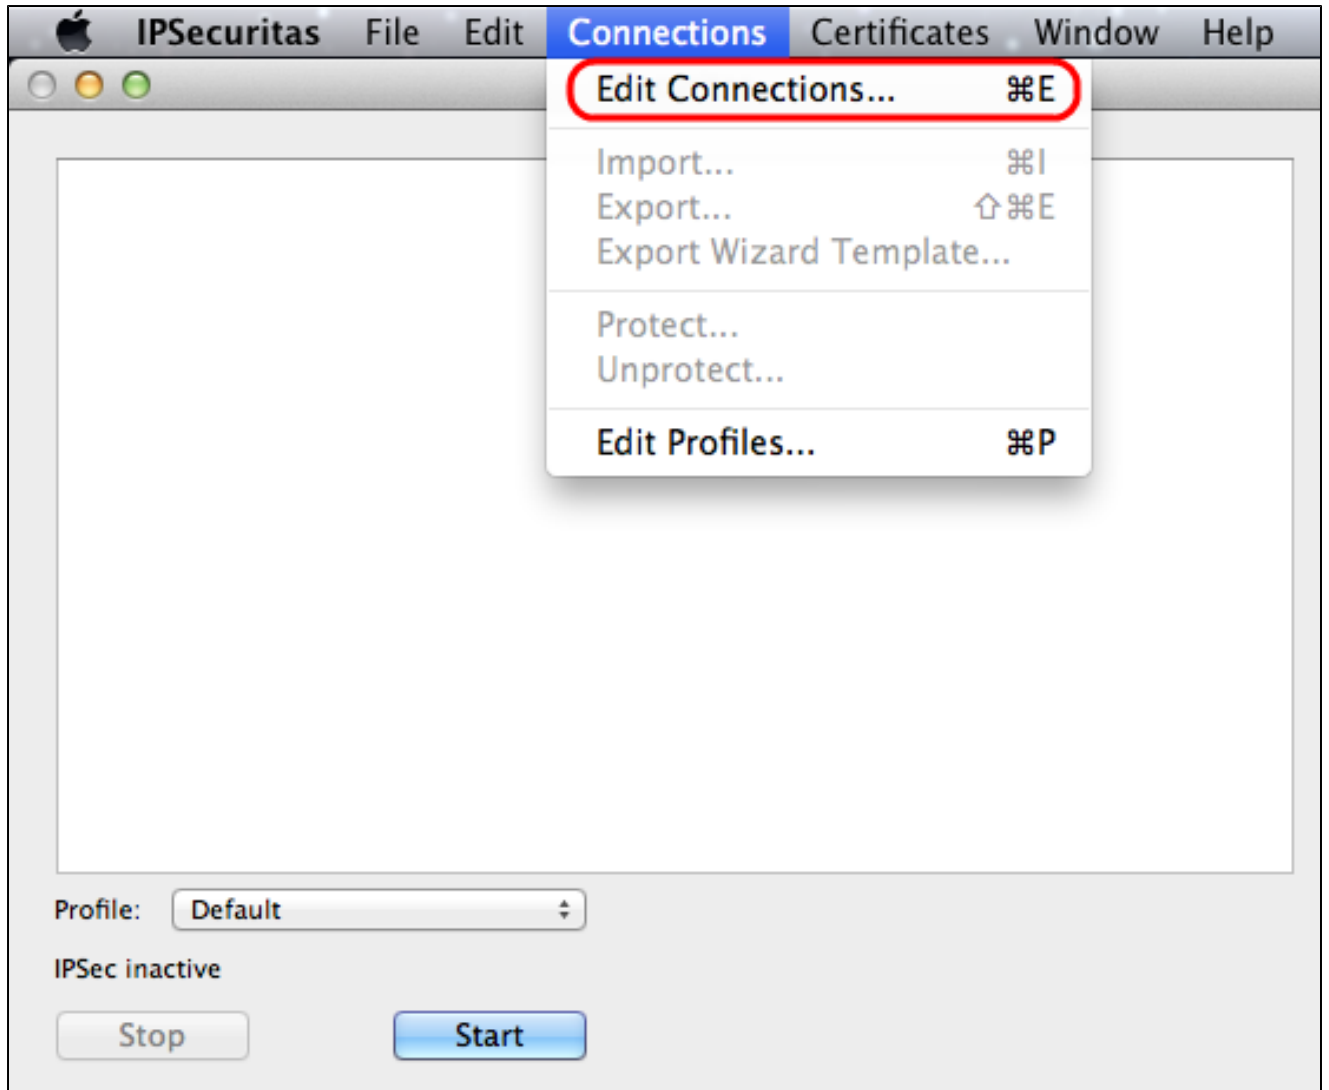 IPSecuritas File Edit Connections Certificates Window Help
Edit Connections... ⌘E
Import... ⌘I
Export... ⇧⌘E
Export Wizard Template...
Protect...
Unprotect...
Edit Profiles... ⌘P
Profile: Default
IPSec inactive
Stop Start